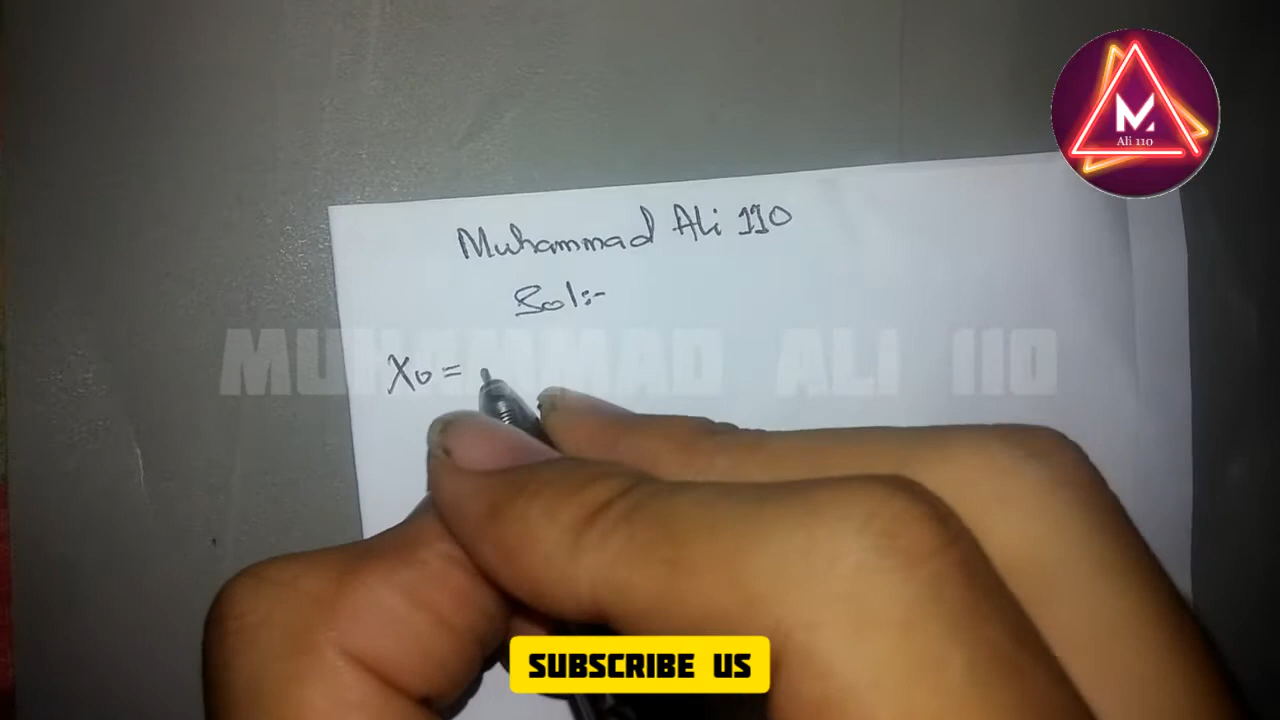 M
Ali 110
Muhammad Ali 110
Sol:-
MUHAMMAD ALI 110
X₀ =
SUBSCRIBE US